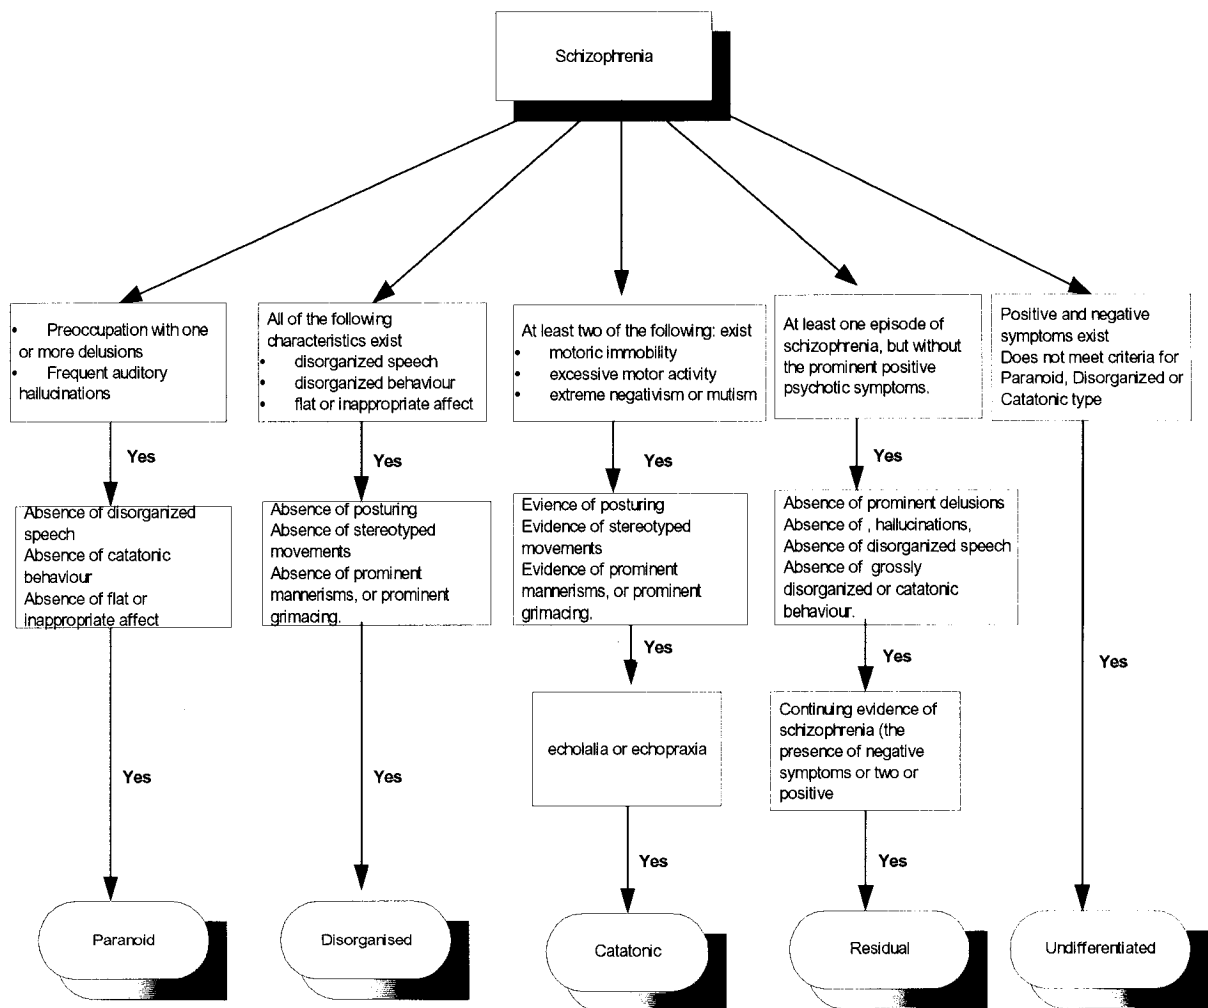 Schizophrenia
• Preoccupation with one
or more delusions
• Frequent auditory
hallucinations
All of the following
characteristics exist
• disorganized speech
• disorganized behaviour
• flat or inappropriate affect
At least two of the following: exist
• motoric immobility
• excessive motor activity
• extreme negativism or mutism
At least one episode of
schizophrenia, but without
the prominent positive
psychotic symptoms.
Positive and negative
symptoms exist
Does not meet criteria for
Paranoid, Disorganized or
Catatonic type
Yes
Yes
Yes
Yes
Absence of disorganized
speech
Absence of catatonic
behaviour
Absence of flat or
inappropriate affect
Absence of posturing
Absence of stereotyped
movements
Absence of prominent
mannerisms, or prominent
grimacing.
Evience of posturing
Evidence of stereotyped
movements
Evidence of prominent
mannerisms, or prominent
grimacing.
Absence of prominent delusions
Absence of , hallucinations,
Absence of disorganized speech
Absence of grossly
disorganized or catatonic
behaviour.
Yes
Yes
Yes
echolalia or echopraxia
Continuing evidence of
schizophrenia (the
presence of negative
symptoms or two or
positive
Yes
Yes
Yes
Yes
Paranoid
Disorganised
Catatonic
Residual
Undifferentiated